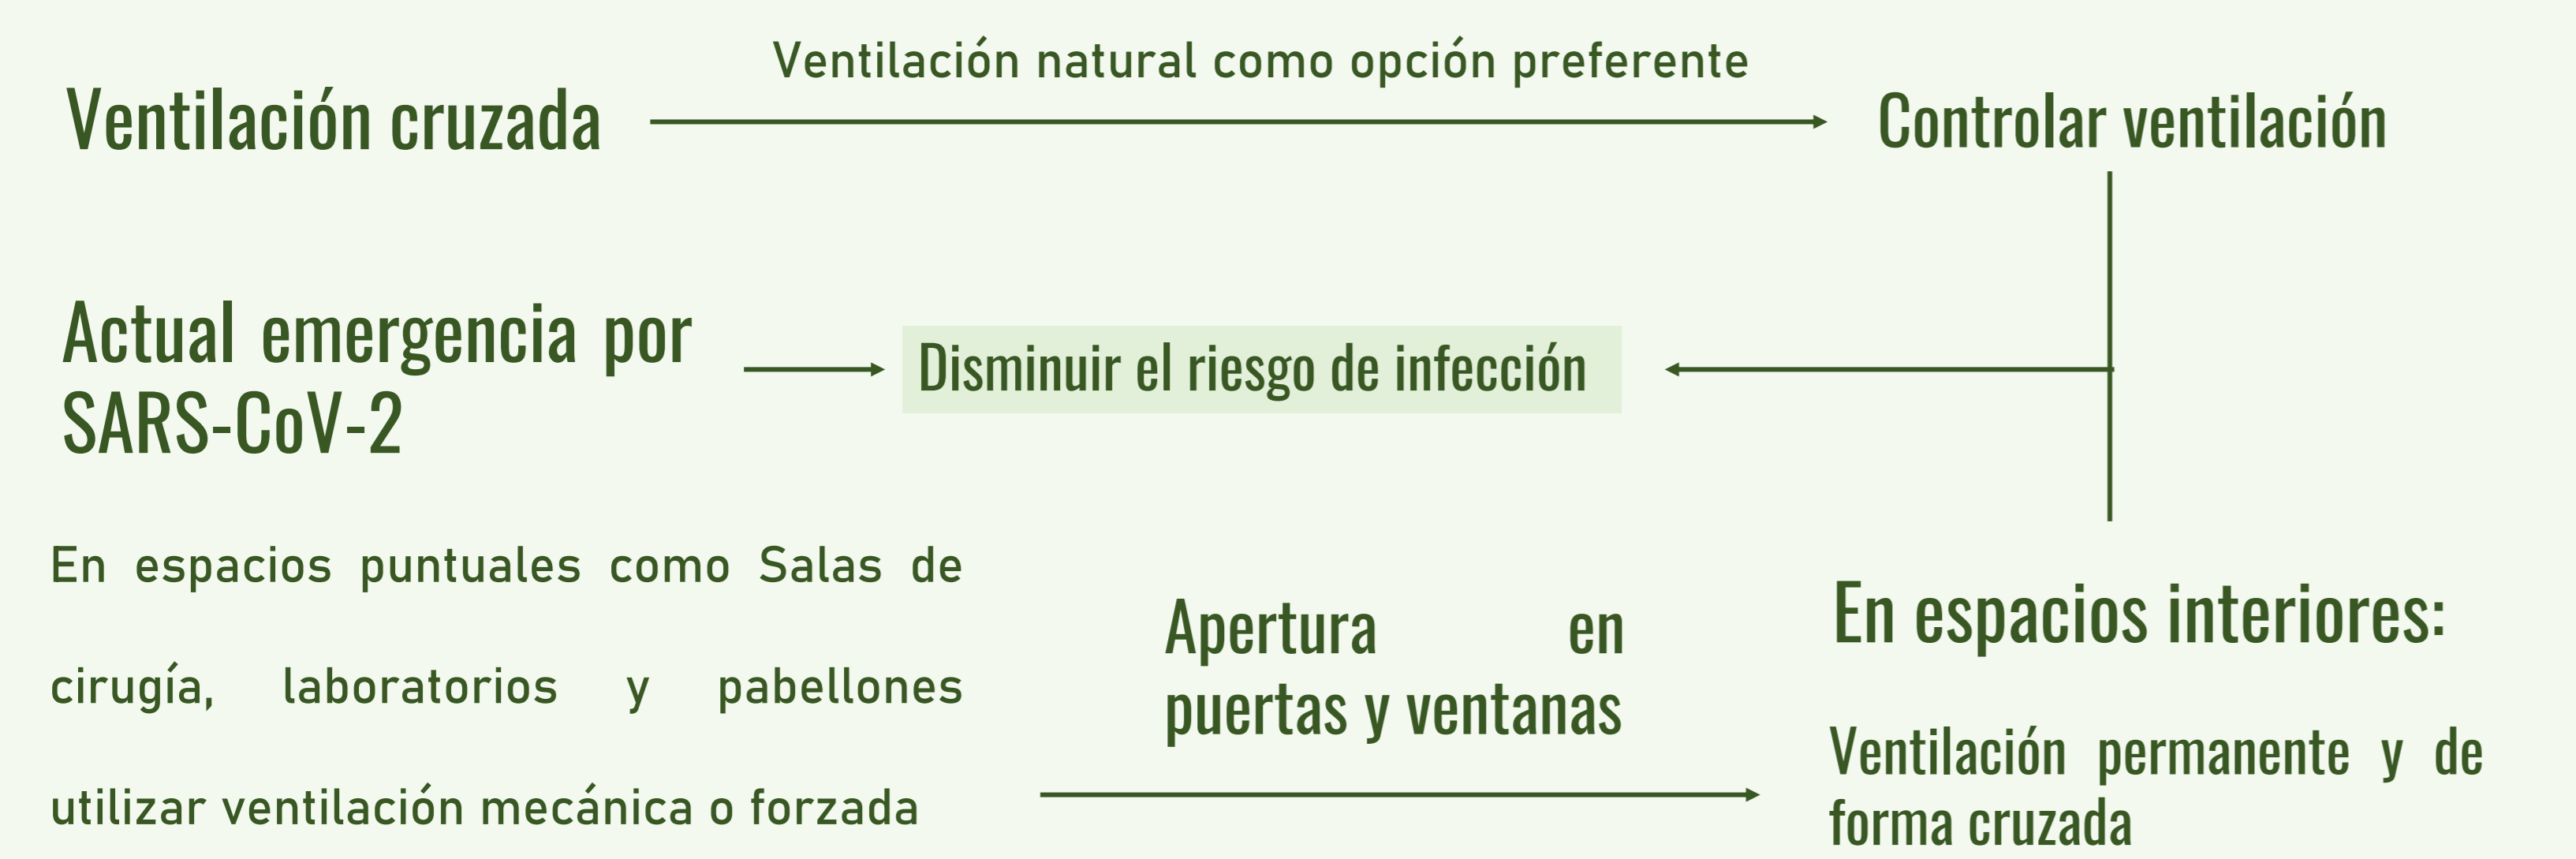 Ventilación natural como opción preferente
Ventilación cruzada
Controlar ventilación
Actual emergencia por
SARS-CoV-2
Disminuir el riesgo de infección
En espacios puntuales como Salas de
cirugía, laboratorios y pabellones
utilizar ventilación mecánica o forzada
Apertura en
puertas y ventanas
En espacios interiores:
Ventilación permanente y de
forma cruzada